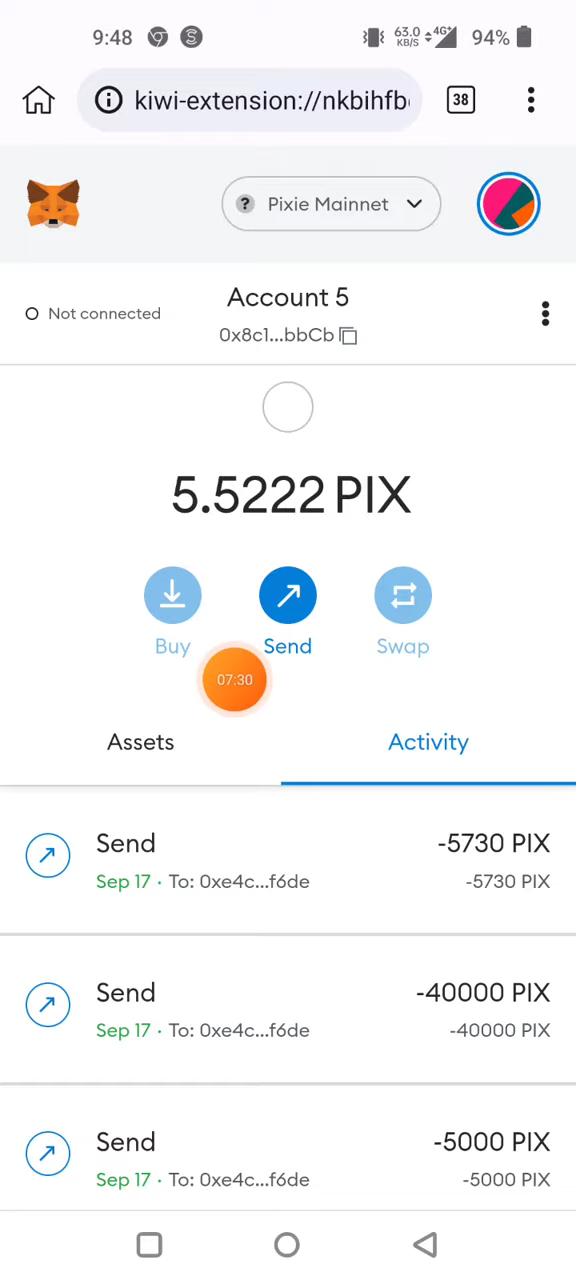 9:48 63.0 KB/S 4G+ 94%
kiwi-extension://nkbihfb 38
? Pixie Mainnet
Not connected
Account 5
0x8c1...bbCb
5.5222 PIX
Buy Send Swap
07:30
Assets Activity
Send -5730 PIX
Sep 17 · To: 0xe4c...f6de -5730 PIX
Send -40000 PIX
Sep 17 · To: 0xe4c...f6de -40000 PIX
Send -5000 PIX
Sep 17 · To: 0xe4c...f6de -5000 PIX